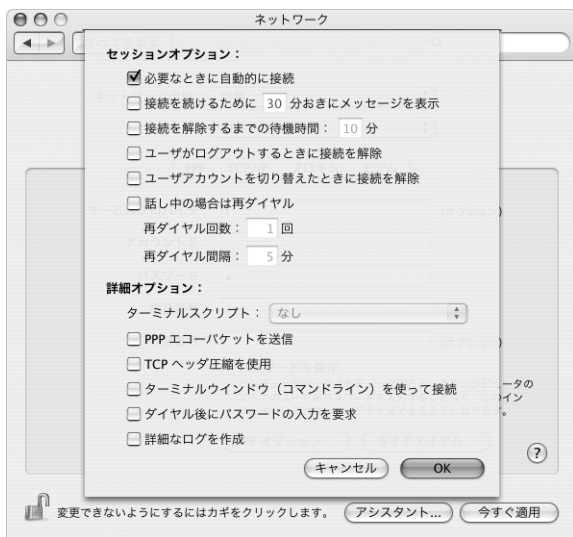 ネットワーク
セッションオプション：
必要なときに自動的に接続
接続を続けるために 30 分おきにメッセージを表示
接続を解除するまでの待機時間： 10 分
ユーザがログアウトするときに接続を解除
ユーザアカウントを切り替えたときに接続を解除
話し中の場合は再ダイヤル
再ダイヤル回数： 1 回
再ダイヤル間隔： 5 分
詳細オプション：
ターミナルスクリプト： なし
PPP エコーパケットを送信
TCP ヘッダ圧縮を使用
ターミナルウインドウ（コマンドライン）を使って接続
ダイヤル後にパスワードの入力を要求
詳細なログを作成
キャンセル OK
?
変更できないようにするにはカギをクリックします。 アシスタント... 今すぐ適用